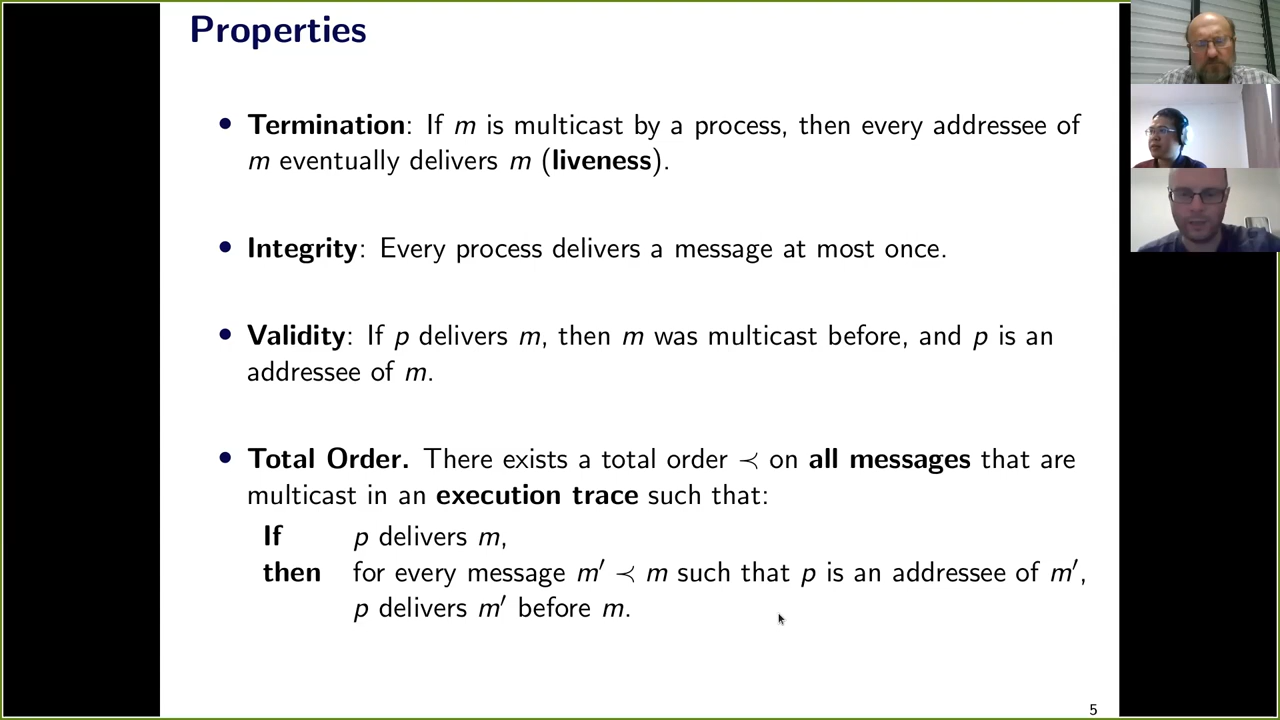 Properties
• Termination: If m is multicast by a process, then every addressee of
m eventually delivers m (liveness).
• Integrity: Every process delivers a message at most once.
• Validity: If p delivers m, then m was multicast before, and p is an
addressee of m.
• Total Order. There exists a total order ≺ on all messages that are
multicast in an execution trace such that:
If p delivers m,
then for every message m′ ≺ m such that p is an addressee of m′,
p delivers m′ before m.
5